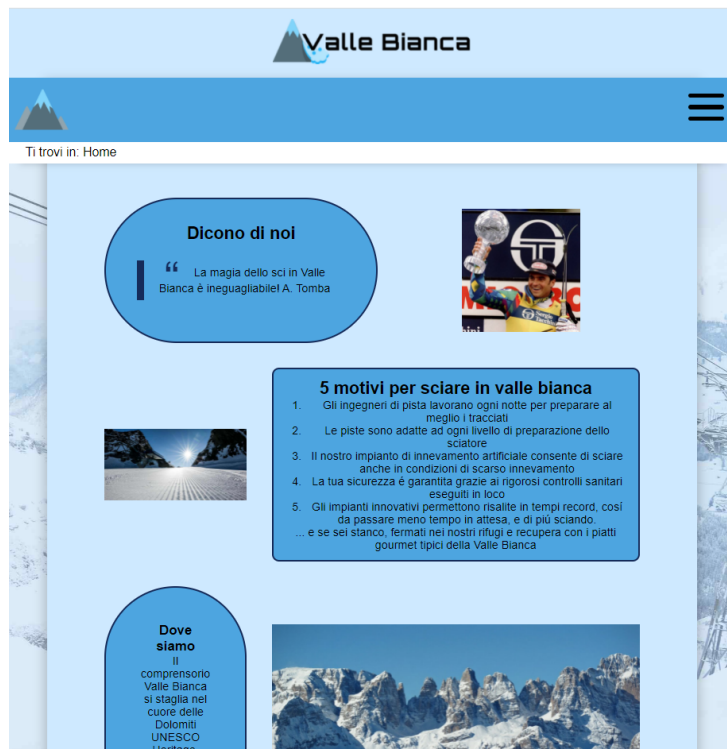 Valle Bianca
Ti trovi in: Home
Dicono di noi
“ La magia dello sci in Valle
Bianca è ineguagliabile! A. Tomba
5 motivi per sciare in valle bianca
1. Gli ingegneri di pista lavorano ogni notte per preparare al
meglio i tracciati
2. Le piste sono adatte ad ogni livello di preparazione dello
sciatore
3. Il nostro impianto di innevamento artificiale consente di sciare
anche in condizioni di scarso innevamento
4. La tua sicurezza é garantita grazie ai rigorosi controlli sanitari
eseguiti in loco
5. Gli impianti innovativi permettono risalite in tempi record, cosí
da passare meno tempo in attesa, e di piú sciando.
... e se sei stanco, fermati nei nostri rifugi e recupera con i piatti
gourmet tipici della Valle Bianca
Dove
siamo
Il
comprensorio
Valle Bianca
si staglia nel
cuore delle
Dolomiti
UNESCO